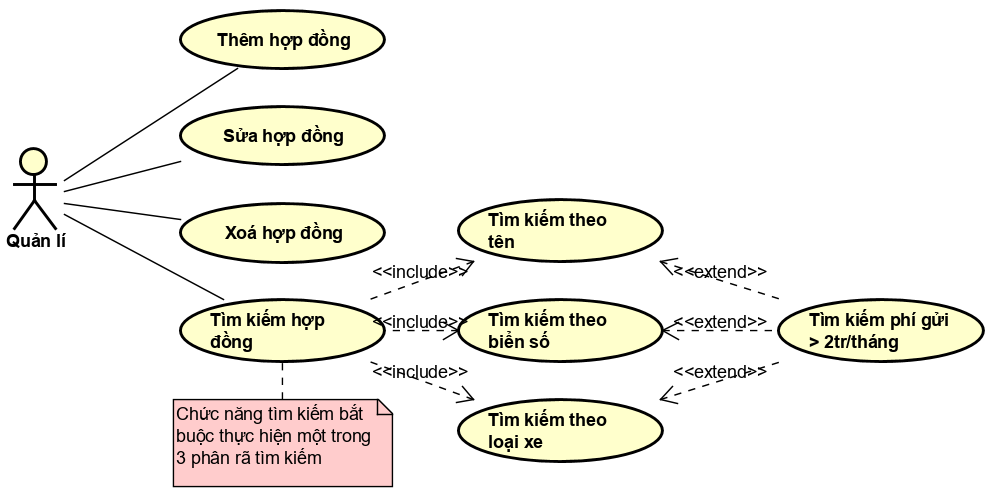 Thêm hợp đồng
Sửa hợp đồng
Quản lí
Xoá hợp đồng
Tìm kiếm theo
tên
<<include>>
<<extend>>
Tìm kiếm hợp
đồng
<<include>>
Tìm kiếm theo
biển số
<<extend>>
Tìm kiếm phí gửi
> 2tr/tháng
<<include>>
<<extend>>
Tìm kiếm theo
loại xe
Chức năng tìm kiếm bắt
buộc thực hiện một trong
3 phân rã tìm kiếm